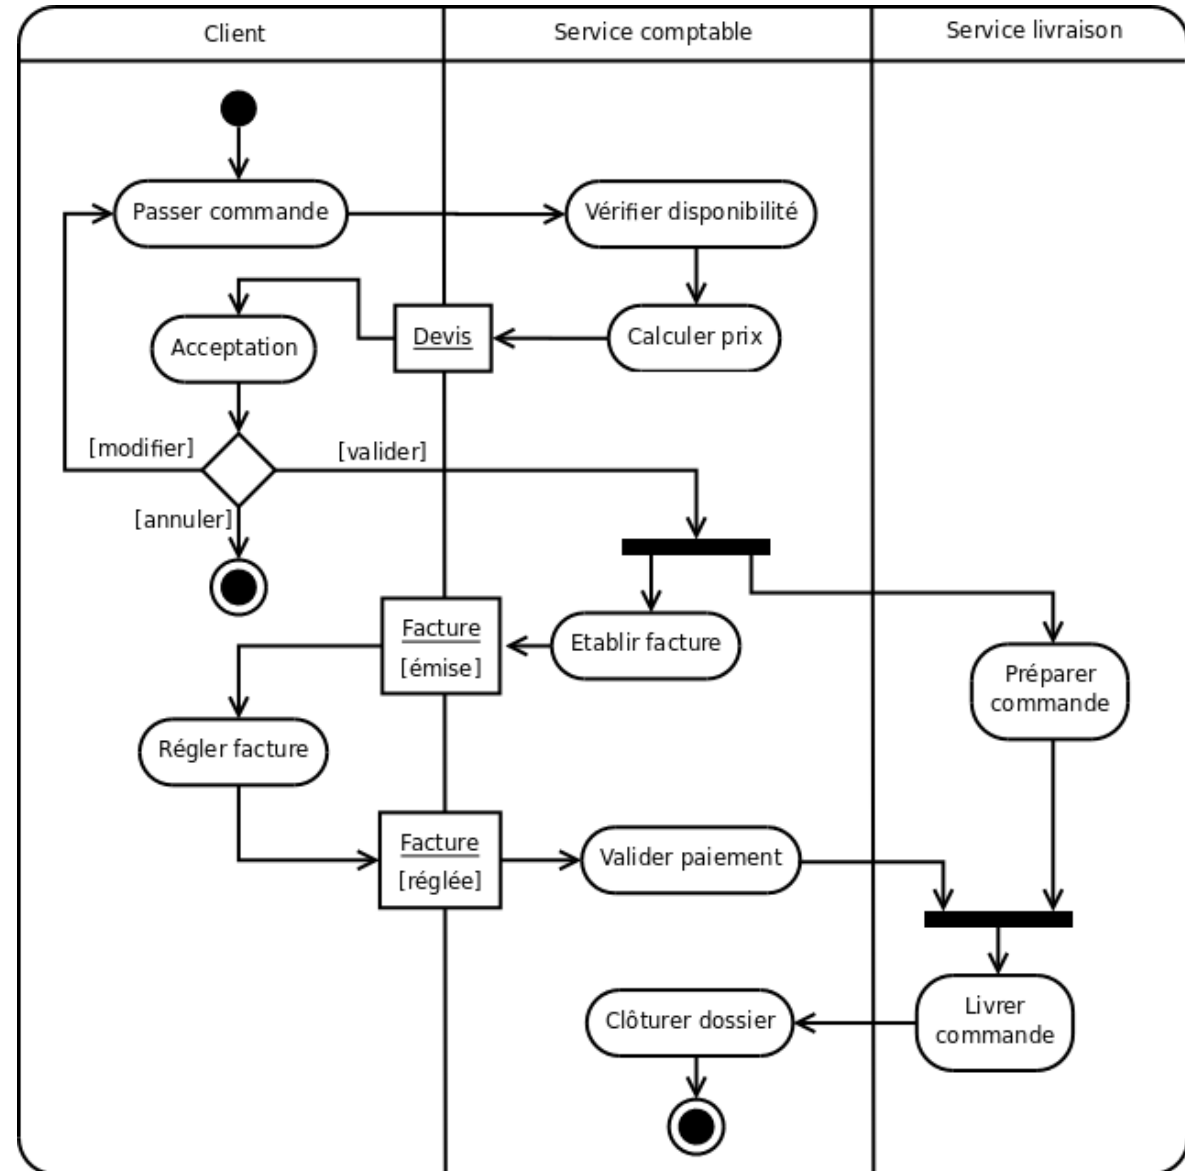 Client
Service comptable
Service livraison
Passer commande
Vérifier disponibilité
Acceptation
Devis
Calculer prix
[modifier]
[valider]
[annuler]
Facture
[émise]
Etablir facture
Préparer
commande
Régler facture
Facture
[réglée]
Valider paiement
Clôturer dossier
Livrer
commande